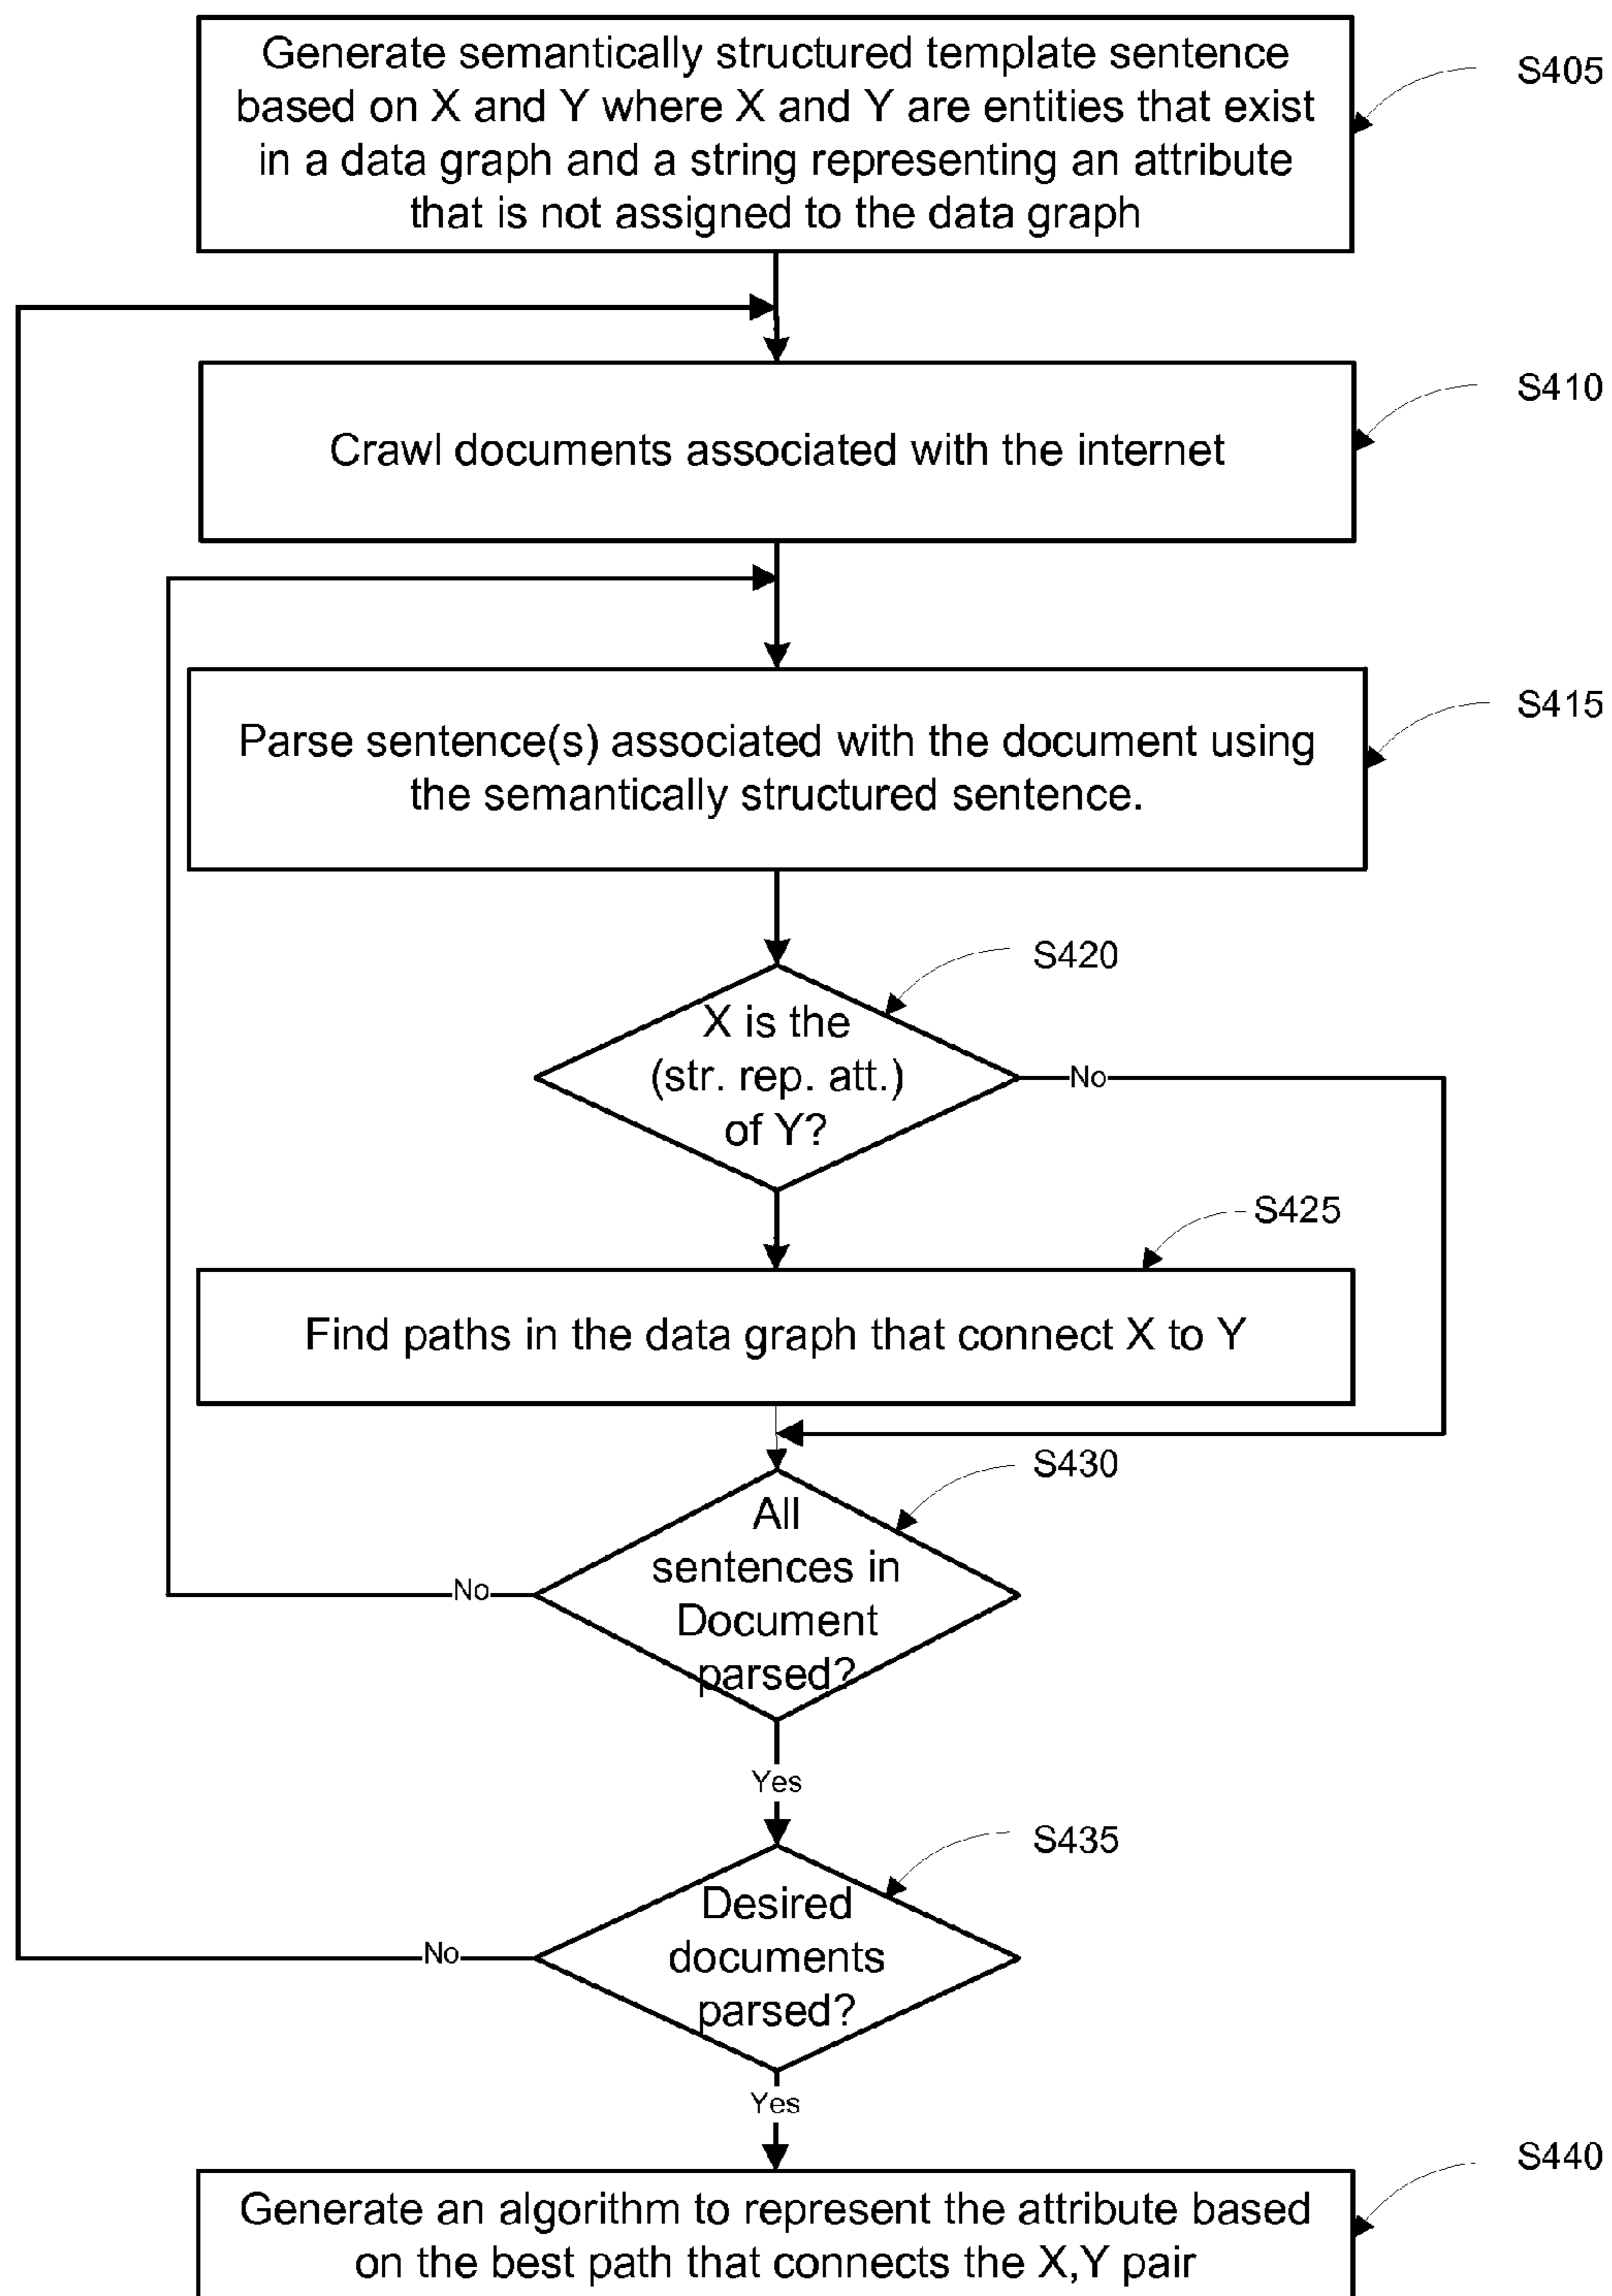 Generate semantically structured template sentence
based on X and Y where X and Y are entities that exist
in a data graph and a string representing an attribute
that is not assigned to the data graph
S405
Crawl documents associated with the internet
S410
Parse sentence(s) associated with the document using
the semantically structured sentence.
S415
X is the
(str. rep. att.)
of Y?
S420
No
Find paths in the data graph that connect X to Y
S425
All
sentences in
Document
parsed?
S430
No
Yes
Desired
documents
parsed?
S435
No
Yes
Generate an algorithm to represent the attribute based
on the best path that connects the X,Y pair
S440